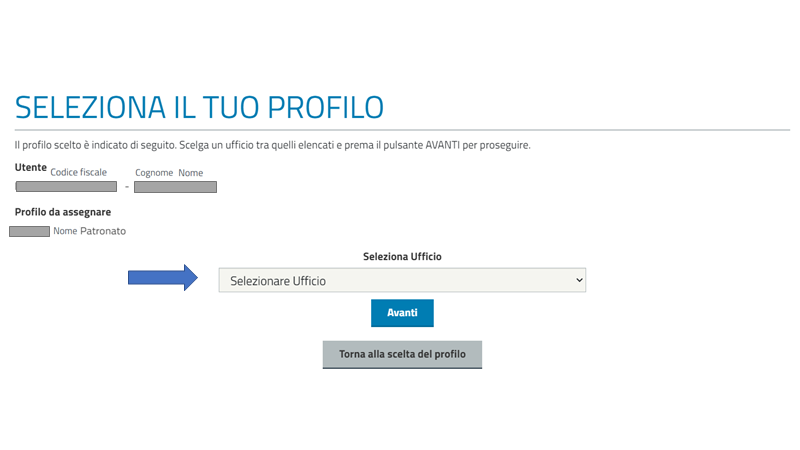 SELEZIONA IL TUO PROFILO
Il profilo scelto è indicato di seguito. Scelga un ufficio tra quelli elencati e prema il pulsante AVANTI per proseguire.
Utente Codice fiscale Cognome Nome
-
Profilo da assegnare
Nome Patronato
Seleziona Ufficio
Selezionare Ufficio
Avanti
Torna alla scelta del profilo